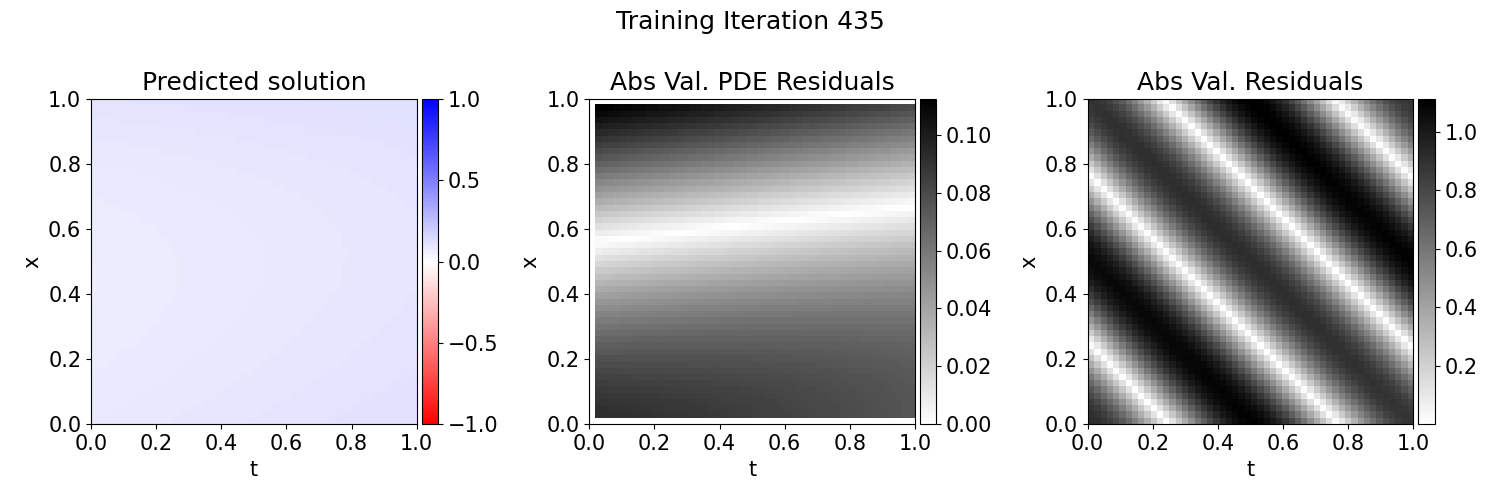 Training Iteration 435
Predicted solution
Abs Val. PDE Residuals
Abs Val. Residuals
1.0
0.8
0.6
0.4
0.2
0.0
x
0.0 0.2 0.4 0.6 0.8 1.0
t
1.0
0.5
0.0
−0.5
−1.0
1.0
0.8
0.6
0.4
0.2
0.0
x
0.0 0.2 0.4 0.6 0.8 1.0
t
0.10
0.08
0.06
0.04
0.02
0.00
1.0
0.8
0.6
0.4
0.2
0.0
x
0.0 0.2 0.4 0.6 0.8 1.0
t
1.0
0.8
0.6
0.4
0.2